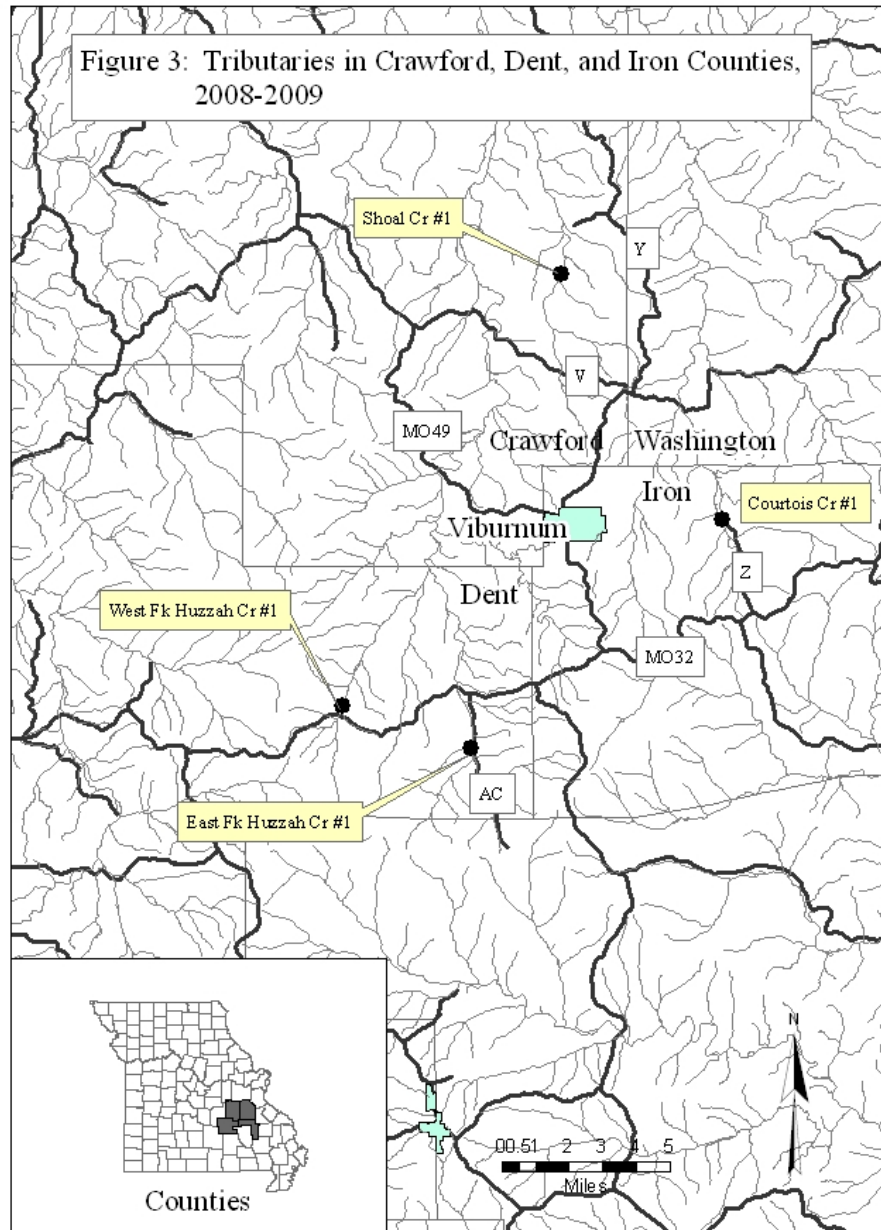 Figure 3: Tributaries in Crawford, Dent, and Iron Counties,
2008-2009
Shoal Cr #1
Y
V
MO49
Crawford
Washington
Iron
Courtois Cr #1
Viburnum
Z
Dent
West Fk Huzzah Cr #1
MO32
East Fk Huzzah Cr #1
AC
N
00.51 2 3 4 5
Miles
Counties